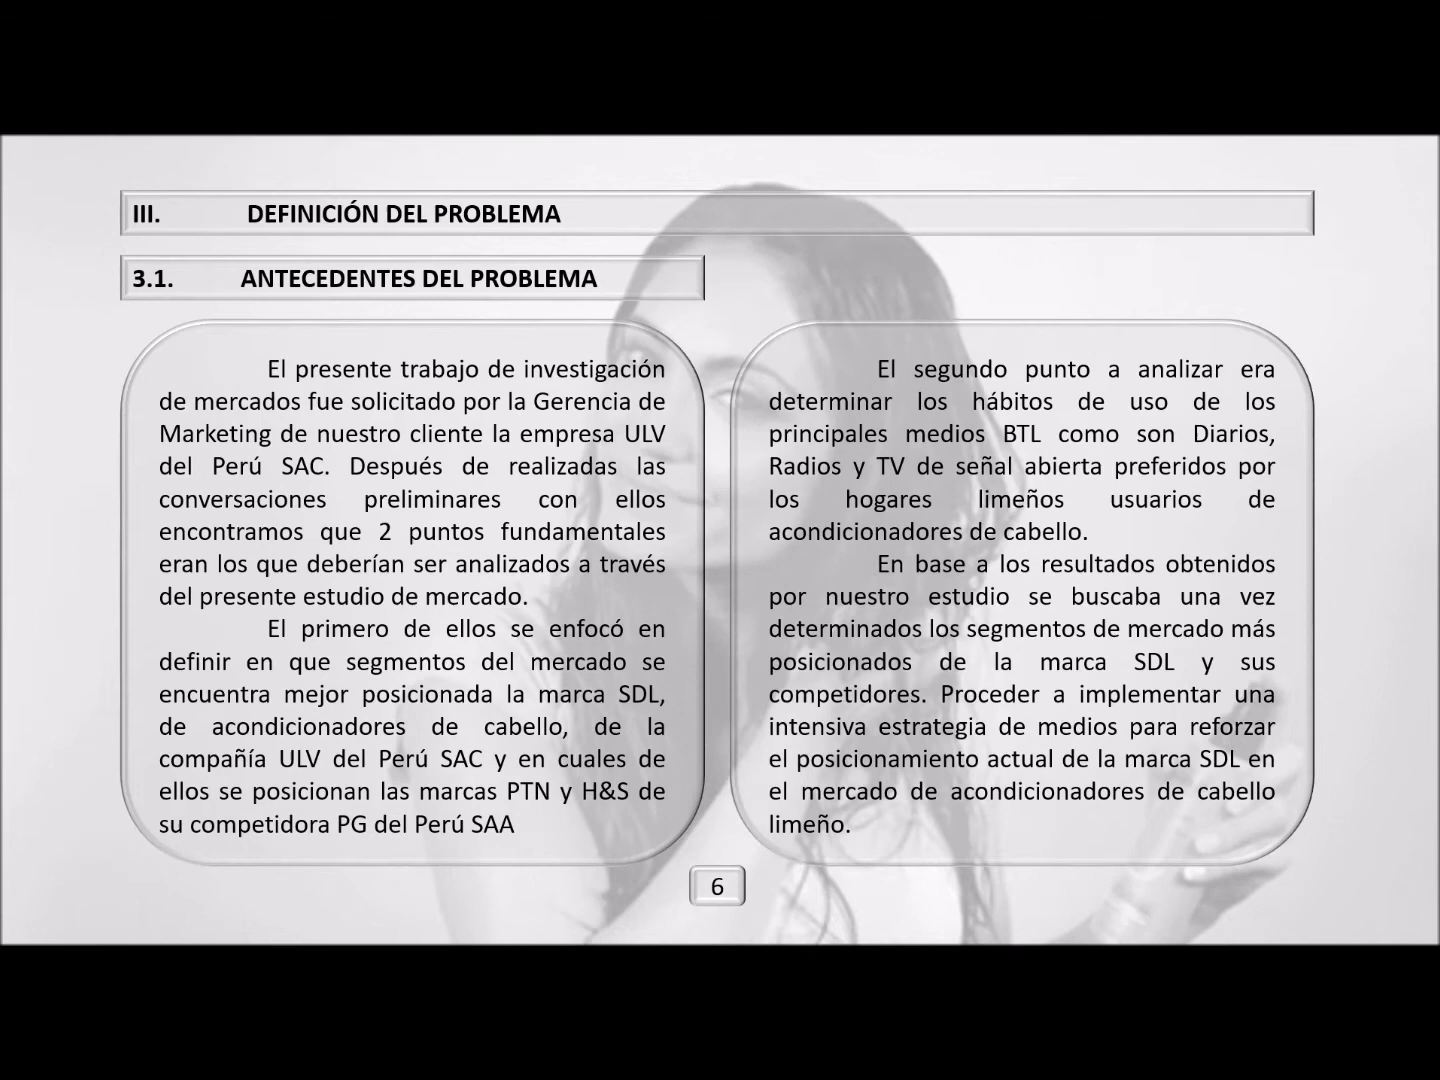 III. DEFINICIÓN DEL PROBLEMA
3.1. ANTECEDENTES DEL PROBLEMA
El presente trabajo de investigación
de mercados fue solicitado por la Gerencia de
Marketing de nuestro cliente la empresa ULV
del Perú SAC. Después de realizadas las
conversaciones preliminares con ellos
encontramos que 2 puntos fundamentales
eran los que deberían ser analizados a través
del presente estudio de mercado.
El primero de ellos se enfocó en
definir en que segmentos del mercado se
encuentra mejor posicionada la marca SDL,
de acondicionadores de cabello, de la
compañía ULV del Perú SAC y en cuales de
ellos se posicionan las marcas PTN y H&S de
su competidora PG del Perú SAA
El segundo punto a analizar era
determinar los hábitos de uso de los
principales medios BTL como son Diarios,
Radios y TV de señal abierta preferidos por
los hogares limeños usuarios de
acondicionadores de cabello.
En base a los resultados obtenidos
por nuestro estudio se buscaba una vez
determinados los segmentos de mercado más
posicionados de la marca SDL y sus
competidores. Proceder a implementar una
intensiva estrategia de medios para reforzar
el posicionamiento actual de la marca SDL en
el mercado de acondicionadores de cabello
limeño.
6